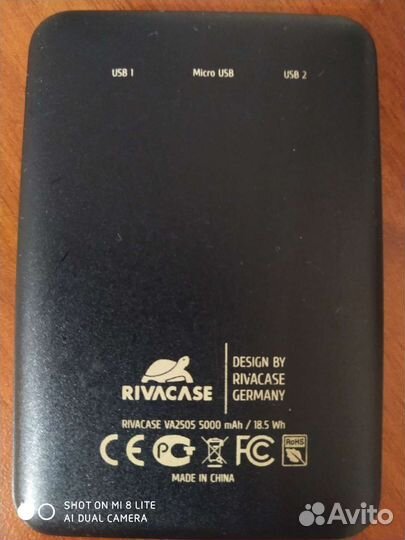 USB 1 Micro USB USB 2
RIVACASE
DESIGN BY
RIVACASE
GERMANY
RIVACASE VA2505 5000 mAh / 18.5 Wh
CE РСТ FC RoHS
MADE IN CHINA
SHOT ON MI 8 LITE
AI DUAL CAMERA
Avito